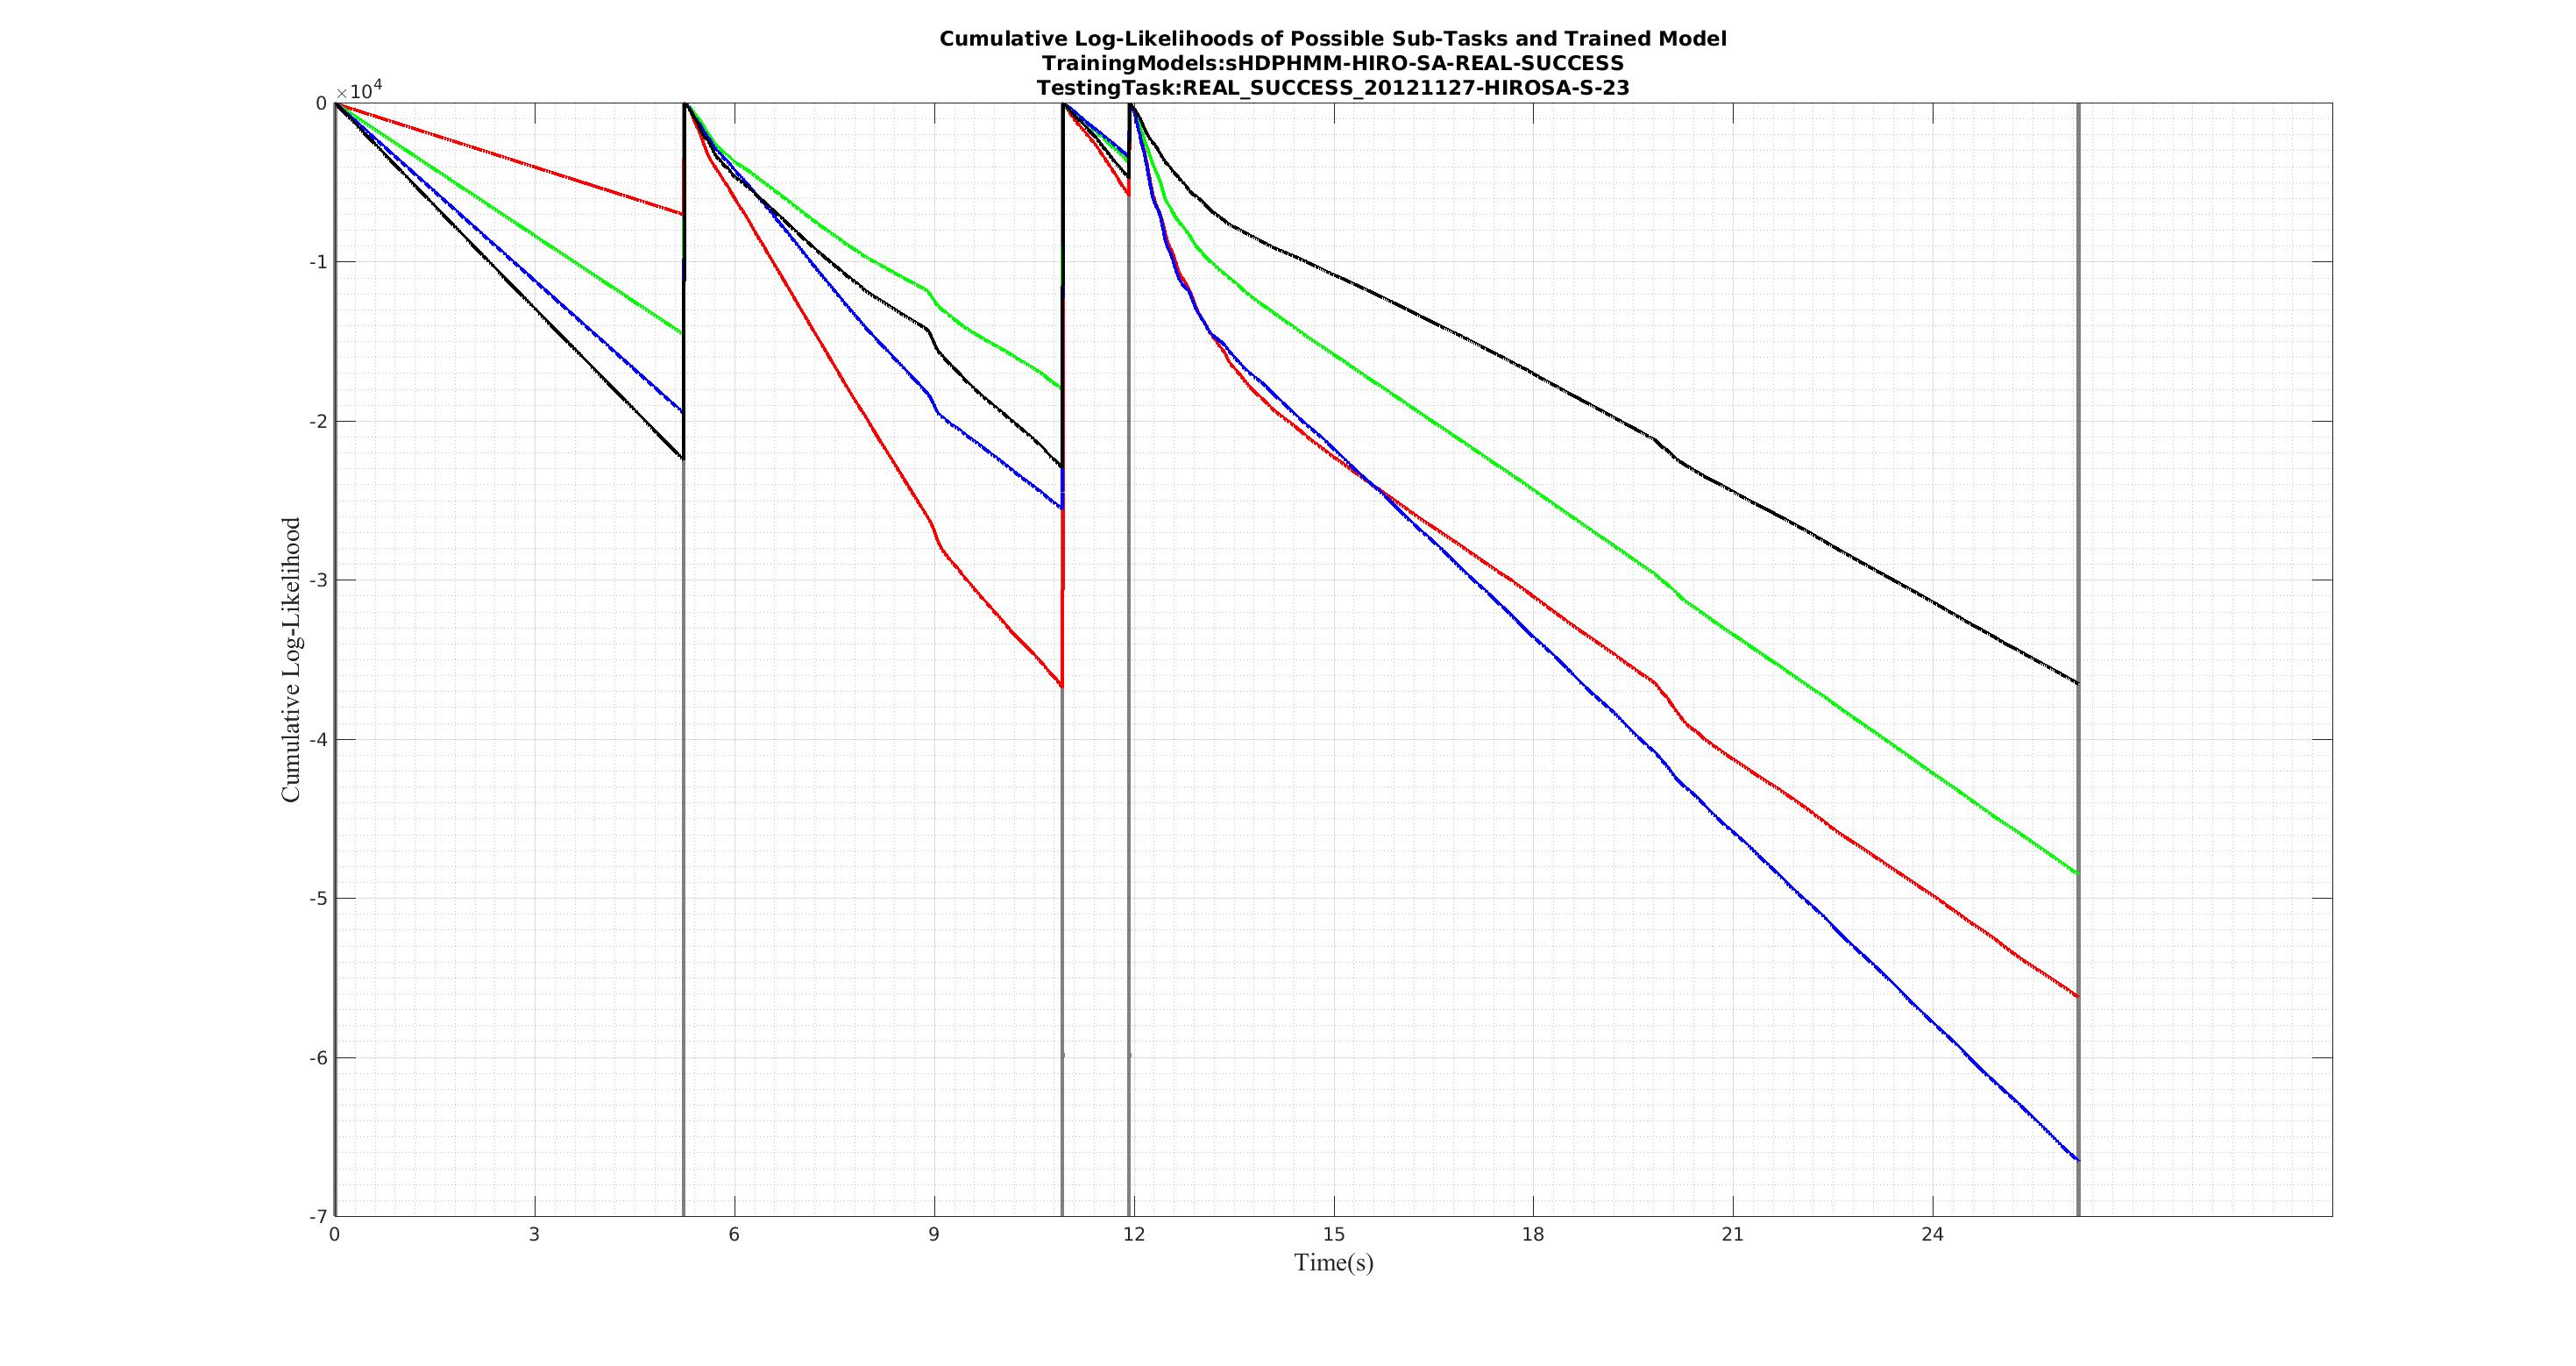 Cumulative Log-Likelihoods of Possible Sub-Tasks and Trained Model
TrainingModels:sHDPHMM-HIRO-SA-REAL-SUCCESS
TestingTask:REAL_SUCCESS_20121127-HIROSA-S-23
×10⁴
0
-1
-2
-3
-4
-5
-6
-7
Cumulative Log-Likelihood
0 3 6 9 12 15 18 21 24
Time(s)